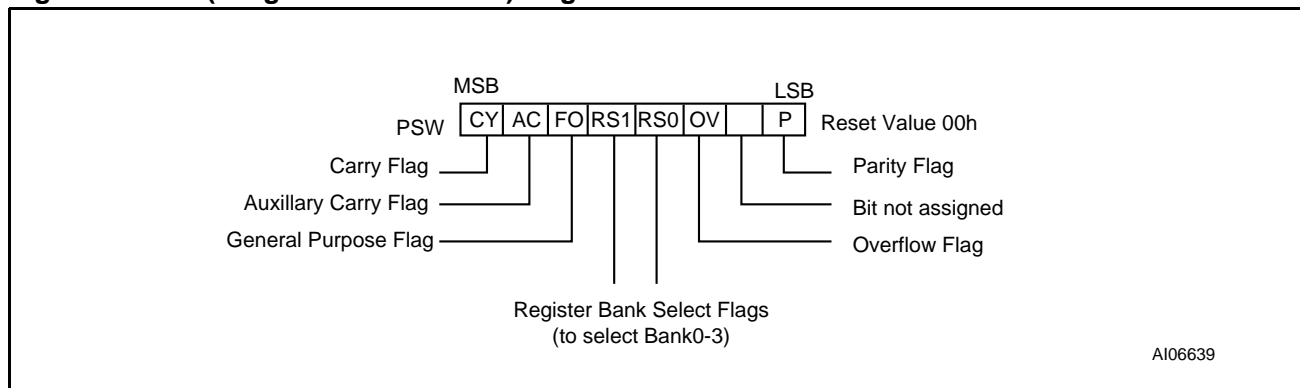 MSB
LSB
PSW CY AC FO RS1 RS0 OV P Reset Value 00h
Carry Flag
Parity Flag
Auxillary Carry Flag
Bit not assigned
General Purpose Flag
Overflow Flag
Register Bank Select Flags
(to select Bank0-3)
AI06639